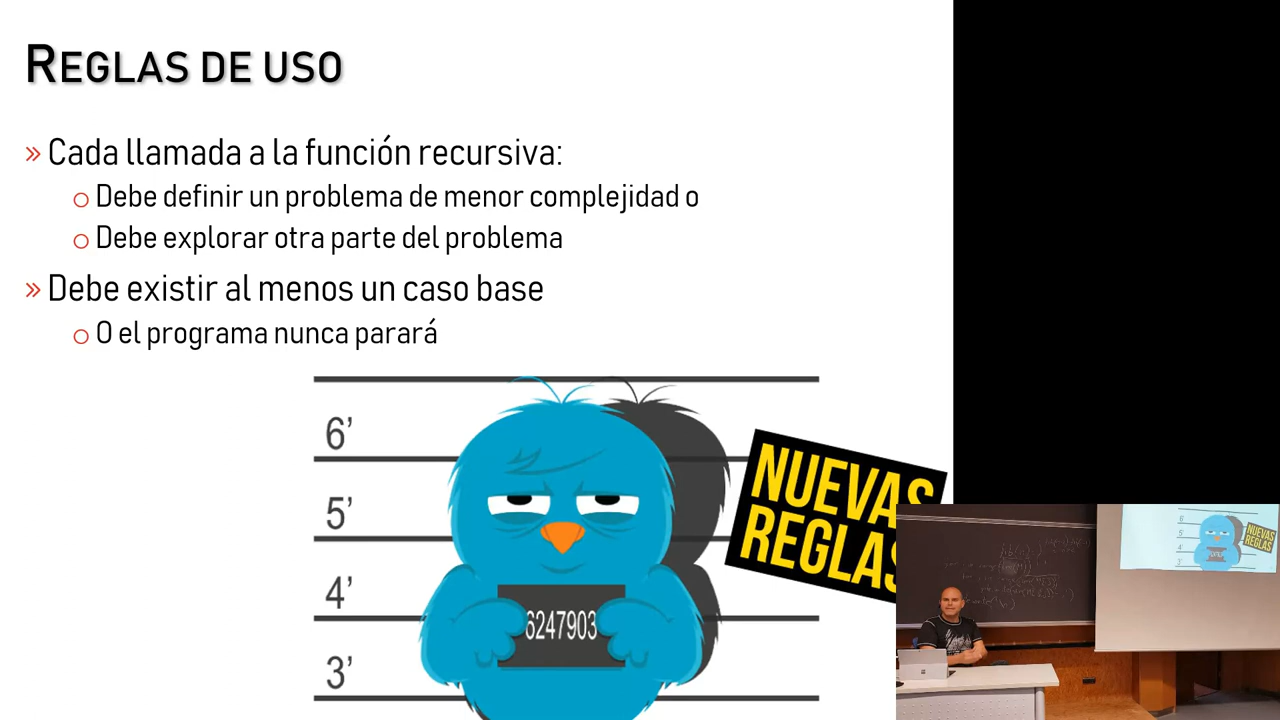 REGLAS DE USO
» Cada llamada a la función recursiva:
o Debe definir un problema de menor complejidad o
o Debe explorar otra parte del problema
» Debe existir al menos un caso base
o O el programa nunca parará
6'
5'
4'
3'
6247903
NUEVAS
REGLAS
NUEVAS
REGLAS